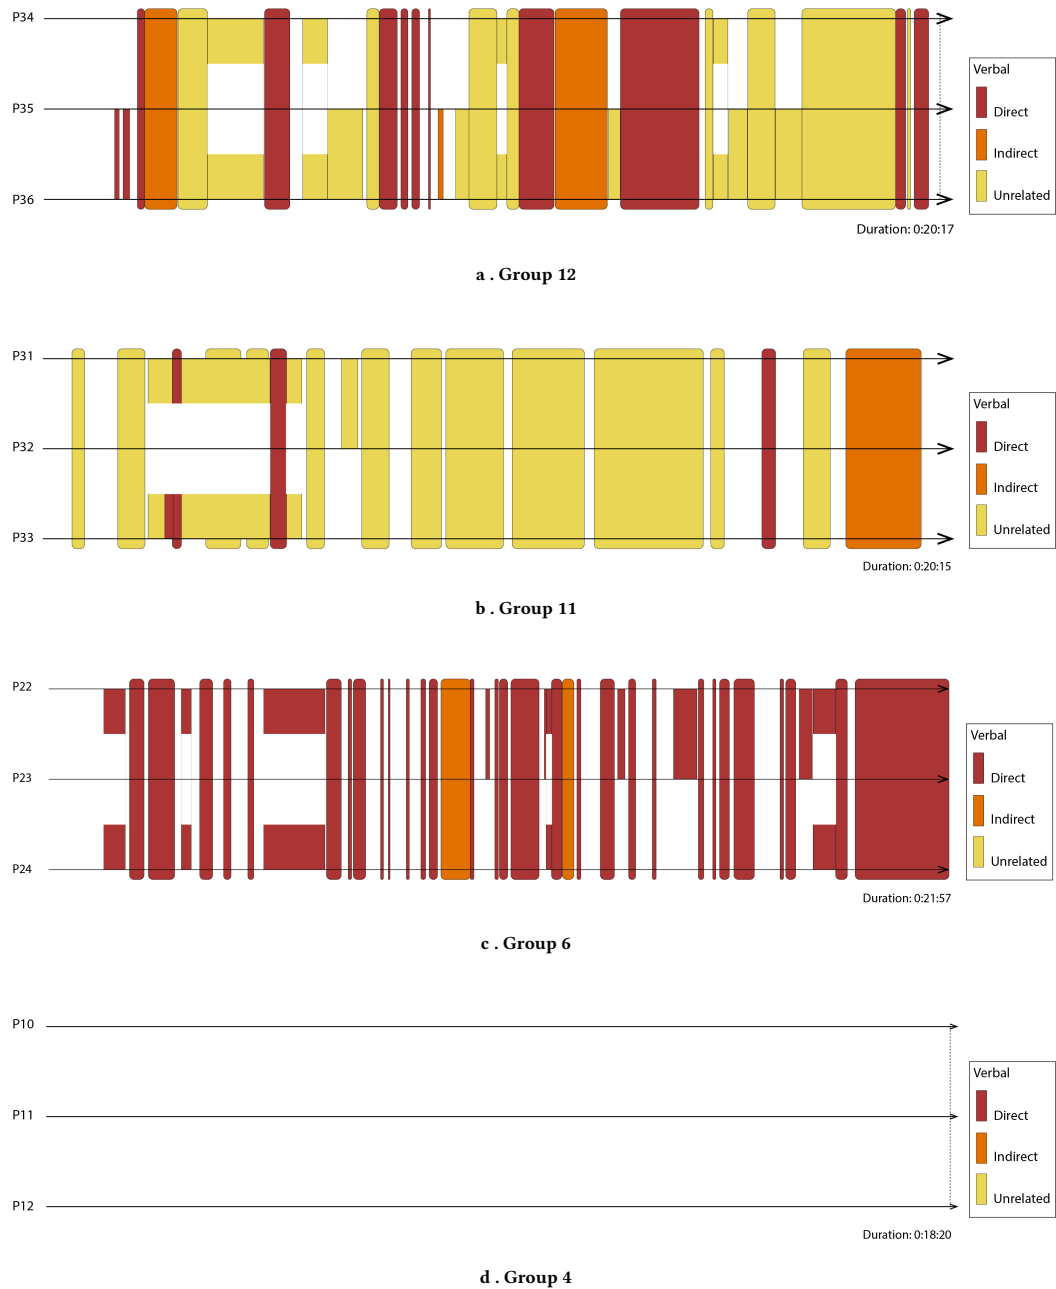 P34
P35
P36
Verbal
Direct
Indirect
Unrelated
Duration: 0:20:17
a . Group 12
P31
P32
P33
Verbal
Direct
Indirect
Unrelated
Duration: 0:20:15
b . Group 11
P22
P23
P24
Verbal
Direct
Indirect
Unrelated
Duration: 0:21:57
c . Group 6
P10
P11
P12
Verbal
Direct
Indirect
Unrelated
Duration: 0:18:20
d . Group 4